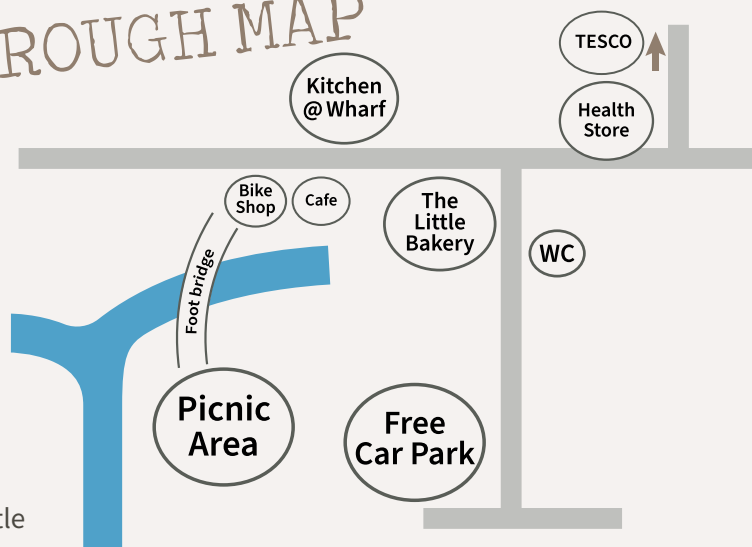 ROUGH MAP
TESCO
Kitchen
@ Wharf
Health
Store
Bike
Shop
Cafe
The
Little
Bakery
WC
Foot bridge
Picnic
Area
Free
Car Park
tle